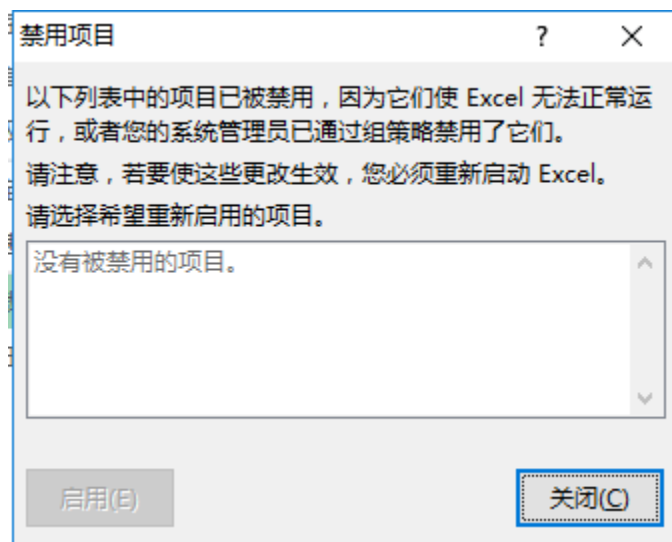 禁用项目
?
以下列表中的项目已被禁用，因为它们使 Excel 无法正常运
行，或者您的系统管理员已通过组策略禁用了它们。
请注意，若要使这些更改生效，您必须重新启动 Excel。
请选择希望重新启用的项目。
没有被禁用的项目。
启用(E) 关闭(C)